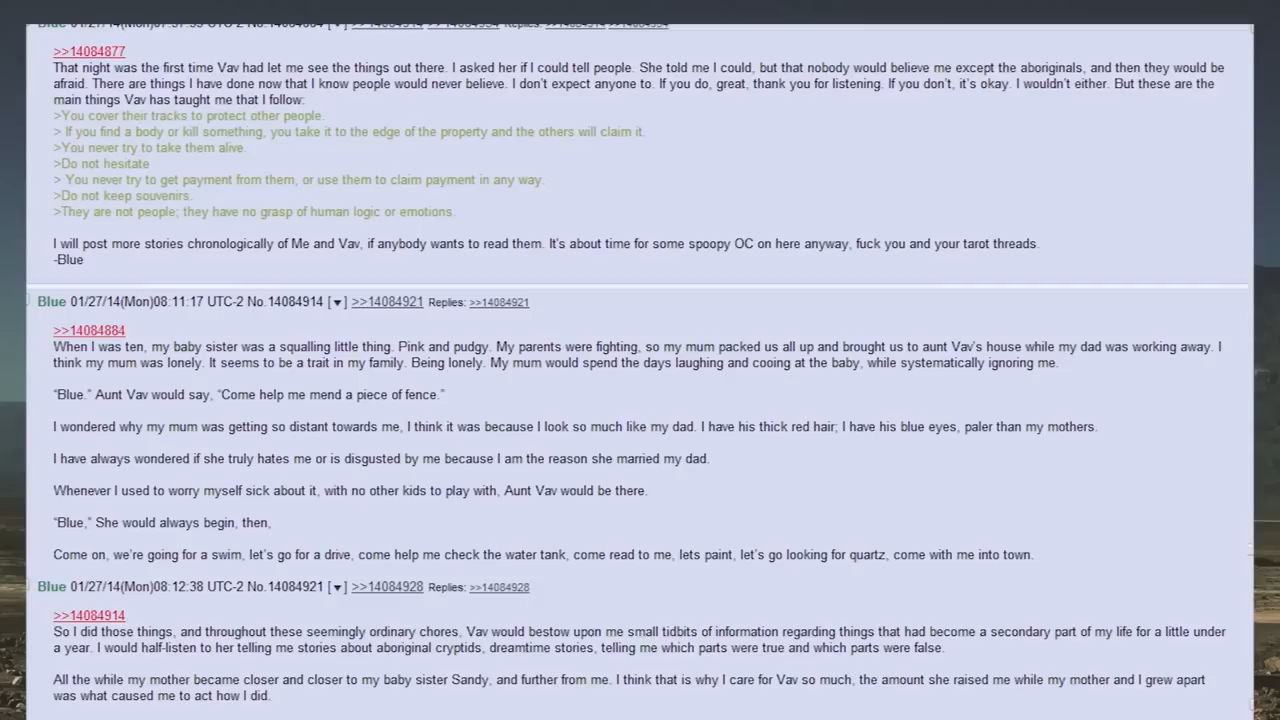 Blue 01/27/14(Mon)07:57:55 UTC-2 No.14084884 [▼] >>14084914 >>14084934 Replies: >>14084914 >>14084934
>>14084877
That night was the first time Vav had let me see the things out there. I asked her if I could tell people. She told me I could, but that nobody would believe me except the aboriginals, and then they would be
afraid. There are things I have done now that I know people would never believe. I don't expect anyone to. If you do, great, thank you for listening. If you don't, it's okay. I wouldn't either. But these are the
main things Vav has taught me that I follow:
>You cover their tracks to protect other people.
> If you find a body or kill something, you take it to the edge of the property and the others will claim it.
>You never try to take them alive.
>Do not hesitate
> You never try to get payment from them, or use them to claim payment in any way.
>Do not keep souvenirs.
>They are not people; they have no grasp of human logic or emotions.
I will post more stories chronologically of Me and Vav, if anybody wants to read them. It's about time for some spoopy OC on here anyway, fuck you and your tarot threads.
-Blue
Blue 01/27/14(Mon)08:11:17 UTC-2 No.14084914 [▼] >>14084921 Replies: >>14084921
>>14084884
When I was ten, my baby sister was a squalling little thing. Pink and pudgy. My parents were fighting, so my mum packed us all up and brought us to aunt Vav's house while my dad was working away. I
think my mum was lonely. It seems to be a trait in my family. Being lonely. My mum would spend the days laughing and cooing at the baby, while systematically ignoring me.
“Blue.” Aunt Vav would say, “Come help me mend a piece of fence.”
I wondered why my mum was getting so distant towards me, I think it was because I look so much like my dad. I have his thick red hair; I have his blue eyes, paler than my mothers.
I have always wondered if she truly hates me or is disgusted by me because I am the reason she married my dad.
Whenever I used to worry myself sick about it, with no other kids to play with, Aunt Vav would be there.
“Blue,” She would always begin, then,
Come on, we're going for a swim, let's go for a drive, come help me check the water tank, come read to me, lets paint, let's go looking for quartz, come with me into town.
Blue 01/27/14(Mon)08:12:38 UTC-2 No.14084921 [▼] >>14084928 Replies: >>14084928
>>14084914
So I did those things, and throughout these seemingly ordinary chores, Vav would bestow upon me small tidbits of information regarding things that had become a secondary part of my life for a little under
a year. I would half-listen to her telling me stories about aboriginal cryptids, dreamtime stories, telling me which parts were true and which parts were false.
All the while my mother became closer and closer to my baby sister Sandy, and further from me. I think that is why I care for Vav so much, the amount she raised me while my mother and I grew apart
was what caused me to act how I did.